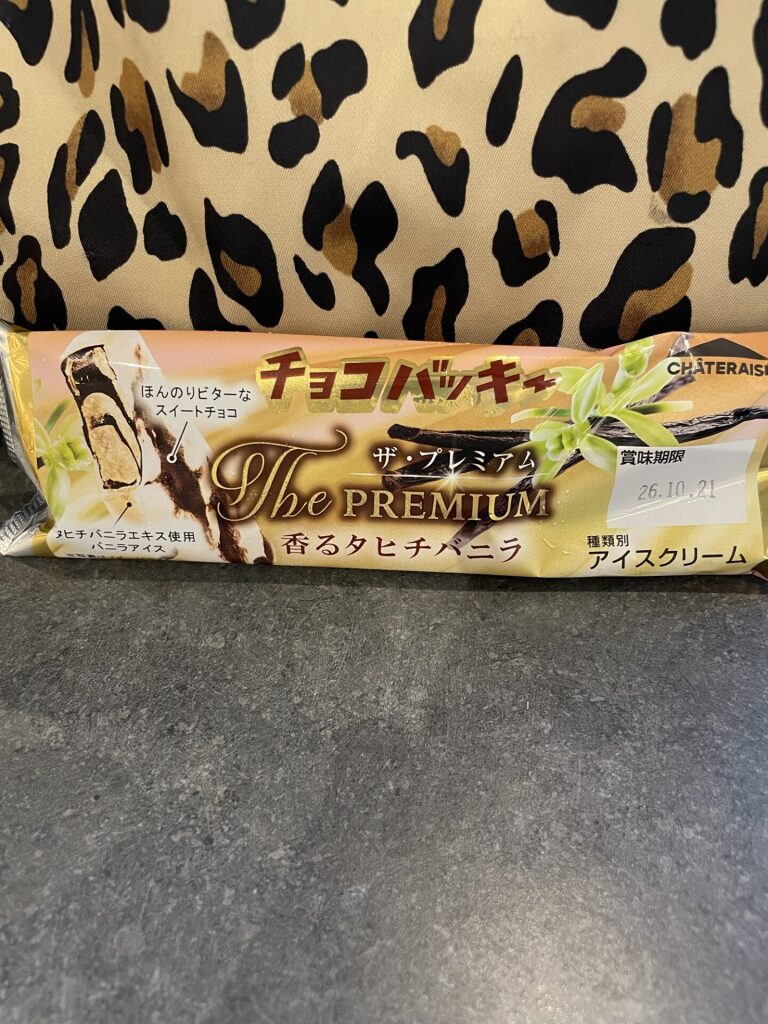 チョコバッキー
CHÂTERAISÉ
ほんのりビターな
スイートチョコ
ザ・プレミアム
The PREMIUM
香るタヒチバニラ
タヒチバニラエキス使用
バニラアイス
賞味期限
26.10.21
種類別
アイスクリーム